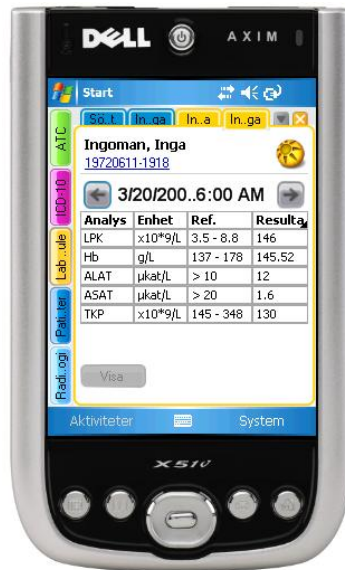 DELL AXIM
Start
Sö..t In..ga In..a In..ga
ATC
ICD-10
Lab ..ule
Pati..ter
Radi..ogi
Ingoman, Inga
19720611-1918
3/20/200..6:00 AM
Analys Enhet Ref. Resulta
LPK x10*9/L 3.5 - 8.8 146
Hb g/L 137 - 178 145.52
ALAT µkat/L > 10 12
ASAT µkat/L > 20 1.6
TKP x10*9/L 145 - 348 130
Visa
Aktiviteter System
X51v